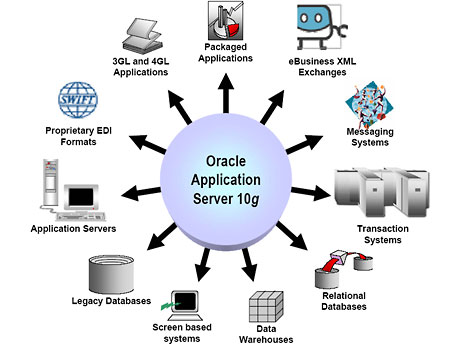 Packaged
Applications
3GL and 4GL
Applications
eBusiness XML
Exchanges
SWIFT
Proprietary EDI
Formats
Messaging
Systems
Oracle
Application
Server 10g
Application Servers
Transaction
Systems
Legacy Databases
Relational
Databases
Screen based
systems
Data
Warehouses